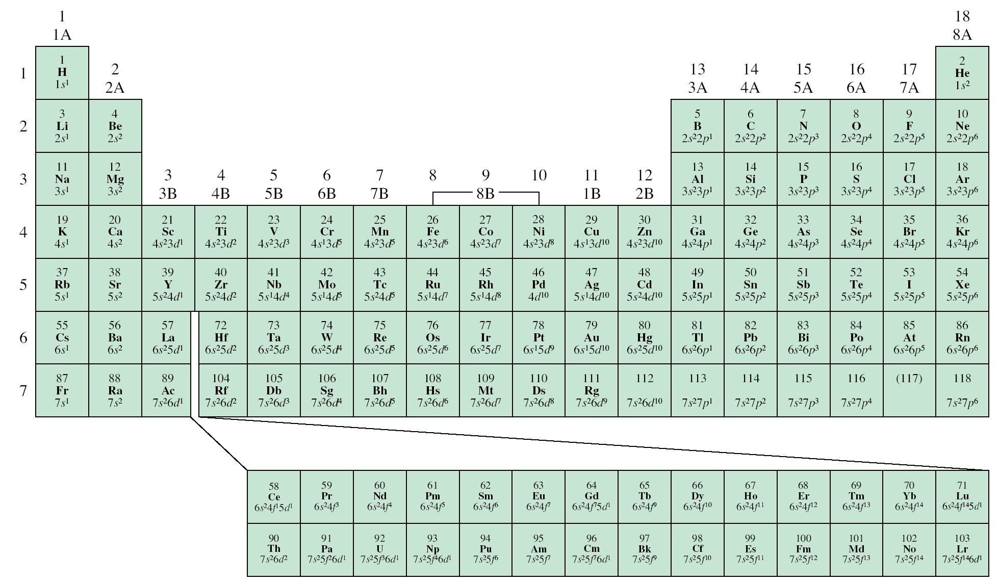 1 18
1A 8A
1 2 13 14 15 16 17
2A 3A 4A 5A 6A 7A
1 2
H He
1s¹ 1s²
2
3 4 5 6 7 8 9 10
Li Be B C N O F Ne
2s¹ 2s² 2s²2p¹ 2s²2p² 2s²2p³ 2s²2p⁴ 2s²2p⁵ 2s²2p⁶
3
11 12 13 14 15 16 17 18
Na Mg Al Si P S Cl Ar
3s¹ 3s² 3s²3p¹ 3s²3p² 3s²3p³ 3s²3p⁴ 3s²3p⁵ 3s²3p⁶
3 4 5 6 7 8 9 10 11 12
3B 4B 5B 6B 7B 8B 1B 2B
4
19 20 21 22 23 24 25 26 27 28 29 30 31 32 33 34 35 36
K Ca Sc Ti V Cr Mn Fe Co Ni Cu Zn Ga Ge As Se Br Kr
4s¹ 4s² 4s²3d¹ 4s²3d² 4s²3d³ 4s¹3d⁵ 4s²3d⁵ 4s²3d⁶ 4s²3d⁷ 4s²3d⁸ 4s¹3d¹⁰ 4s²3d¹⁰ 4s²4p¹ 4s²4p² 4s²4p³ 4s²4p⁴ 4s²4p⁵ 4s²4p⁶
5
37 38 39 40 41 42 43 44 45 46 47 48 49 50 51 52 53 54
Rb Sr Y Zr Nb Mo Tc Ru Rh Pd Ag Cd In Sn Sb Te I Xe
5s¹ 5s² 5s²4d¹ 5s²4d² 5s¹4d⁴ 5s¹4d⁵ 5s²4d⁵ 5s¹4d⁷ 5s¹4d⁸ 4d¹⁰ 5s¹4d¹⁰ 5s²4d¹⁰ 5s²5p¹ 5s²5p² 5s²5p³ 5s²5p⁴ 5s²5p⁵ 5s²5p⁶
6
55 56 57 72 73 74 75 76 77 78 79 80 81 82 83 84 85 86
Cs Ba La Hf Ta W Re Os Ir Pt Au Hg Tl Pb Bi Po At Rn
6s¹ 6s² 6s²5d¹ 6s²5d² 6s²5d³ 6s²5d⁴ 6s²5d⁵ 6s²5d⁶ 6s²5d⁷ 6s¹5d⁹ 6s¹5d¹⁰ 6s²5d¹⁰ 6s²6p¹ 6s²6p² 6s²6p³ 6s²6p⁴ 6s²6p⁵ 6s²6p⁶
7
87 88 89 104 105 106 107 108 109 110 111 112 113 114 115 116 (117) 118
Fr Ra Ac Rf Db Sg Bh Hs Mt Ds Rg
7s¹ 7s² 7s²6d¹ 7s²6d² 7s²6d³ 7s²6d⁴ 7s²6d⁵ 7s²6d⁶ 7s²6d⁷ 7s²6d⁸ 7s²6d⁹ 7s²6d¹⁰ 7s²7p¹ 7s²7p² 7s²7p³ 7s²7p⁴ 7s²7p⁶
58 59 60 61 62 63 64 65 66 67 68 69 70 71
Ce Pr Nd Pm Sm Eu Gd Tb Dy Ho Er Tm Yb Lu
6s²4f¹5d¹ 6s²4f³ 6s²4f⁴ 6s²4f⁵ 6s²4f⁶ 6s²4f⁷ 6s²4f⁷5d¹ 6s²4f⁹ 6s²4f¹⁰ 6s²4f¹¹ 6s²4f¹² 6s²4f¹³ 6s²4f¹⁴ 6s²4f¹⁴5d¹
90 91 92 93 94 95 96 97 98 99 100 101 102 103
Th Pa U Np Pu Am Cm Bk Cf Es Fm Md No Lr
7s²6d² 7s²5f²6d¹ 7s²5f³6d¹ 7s²5f⁴6d¹ 7s²5f⁶ 7s²5f⁷ 7s²5f⁷6d¹ 7s²5f⁹ 7s²5f¹⁰ 7s²5f¹¹ 7s²5f¹² 7s²5f¹³ 7s²5f¹⁴ 7s²5f¹⁴6d¹